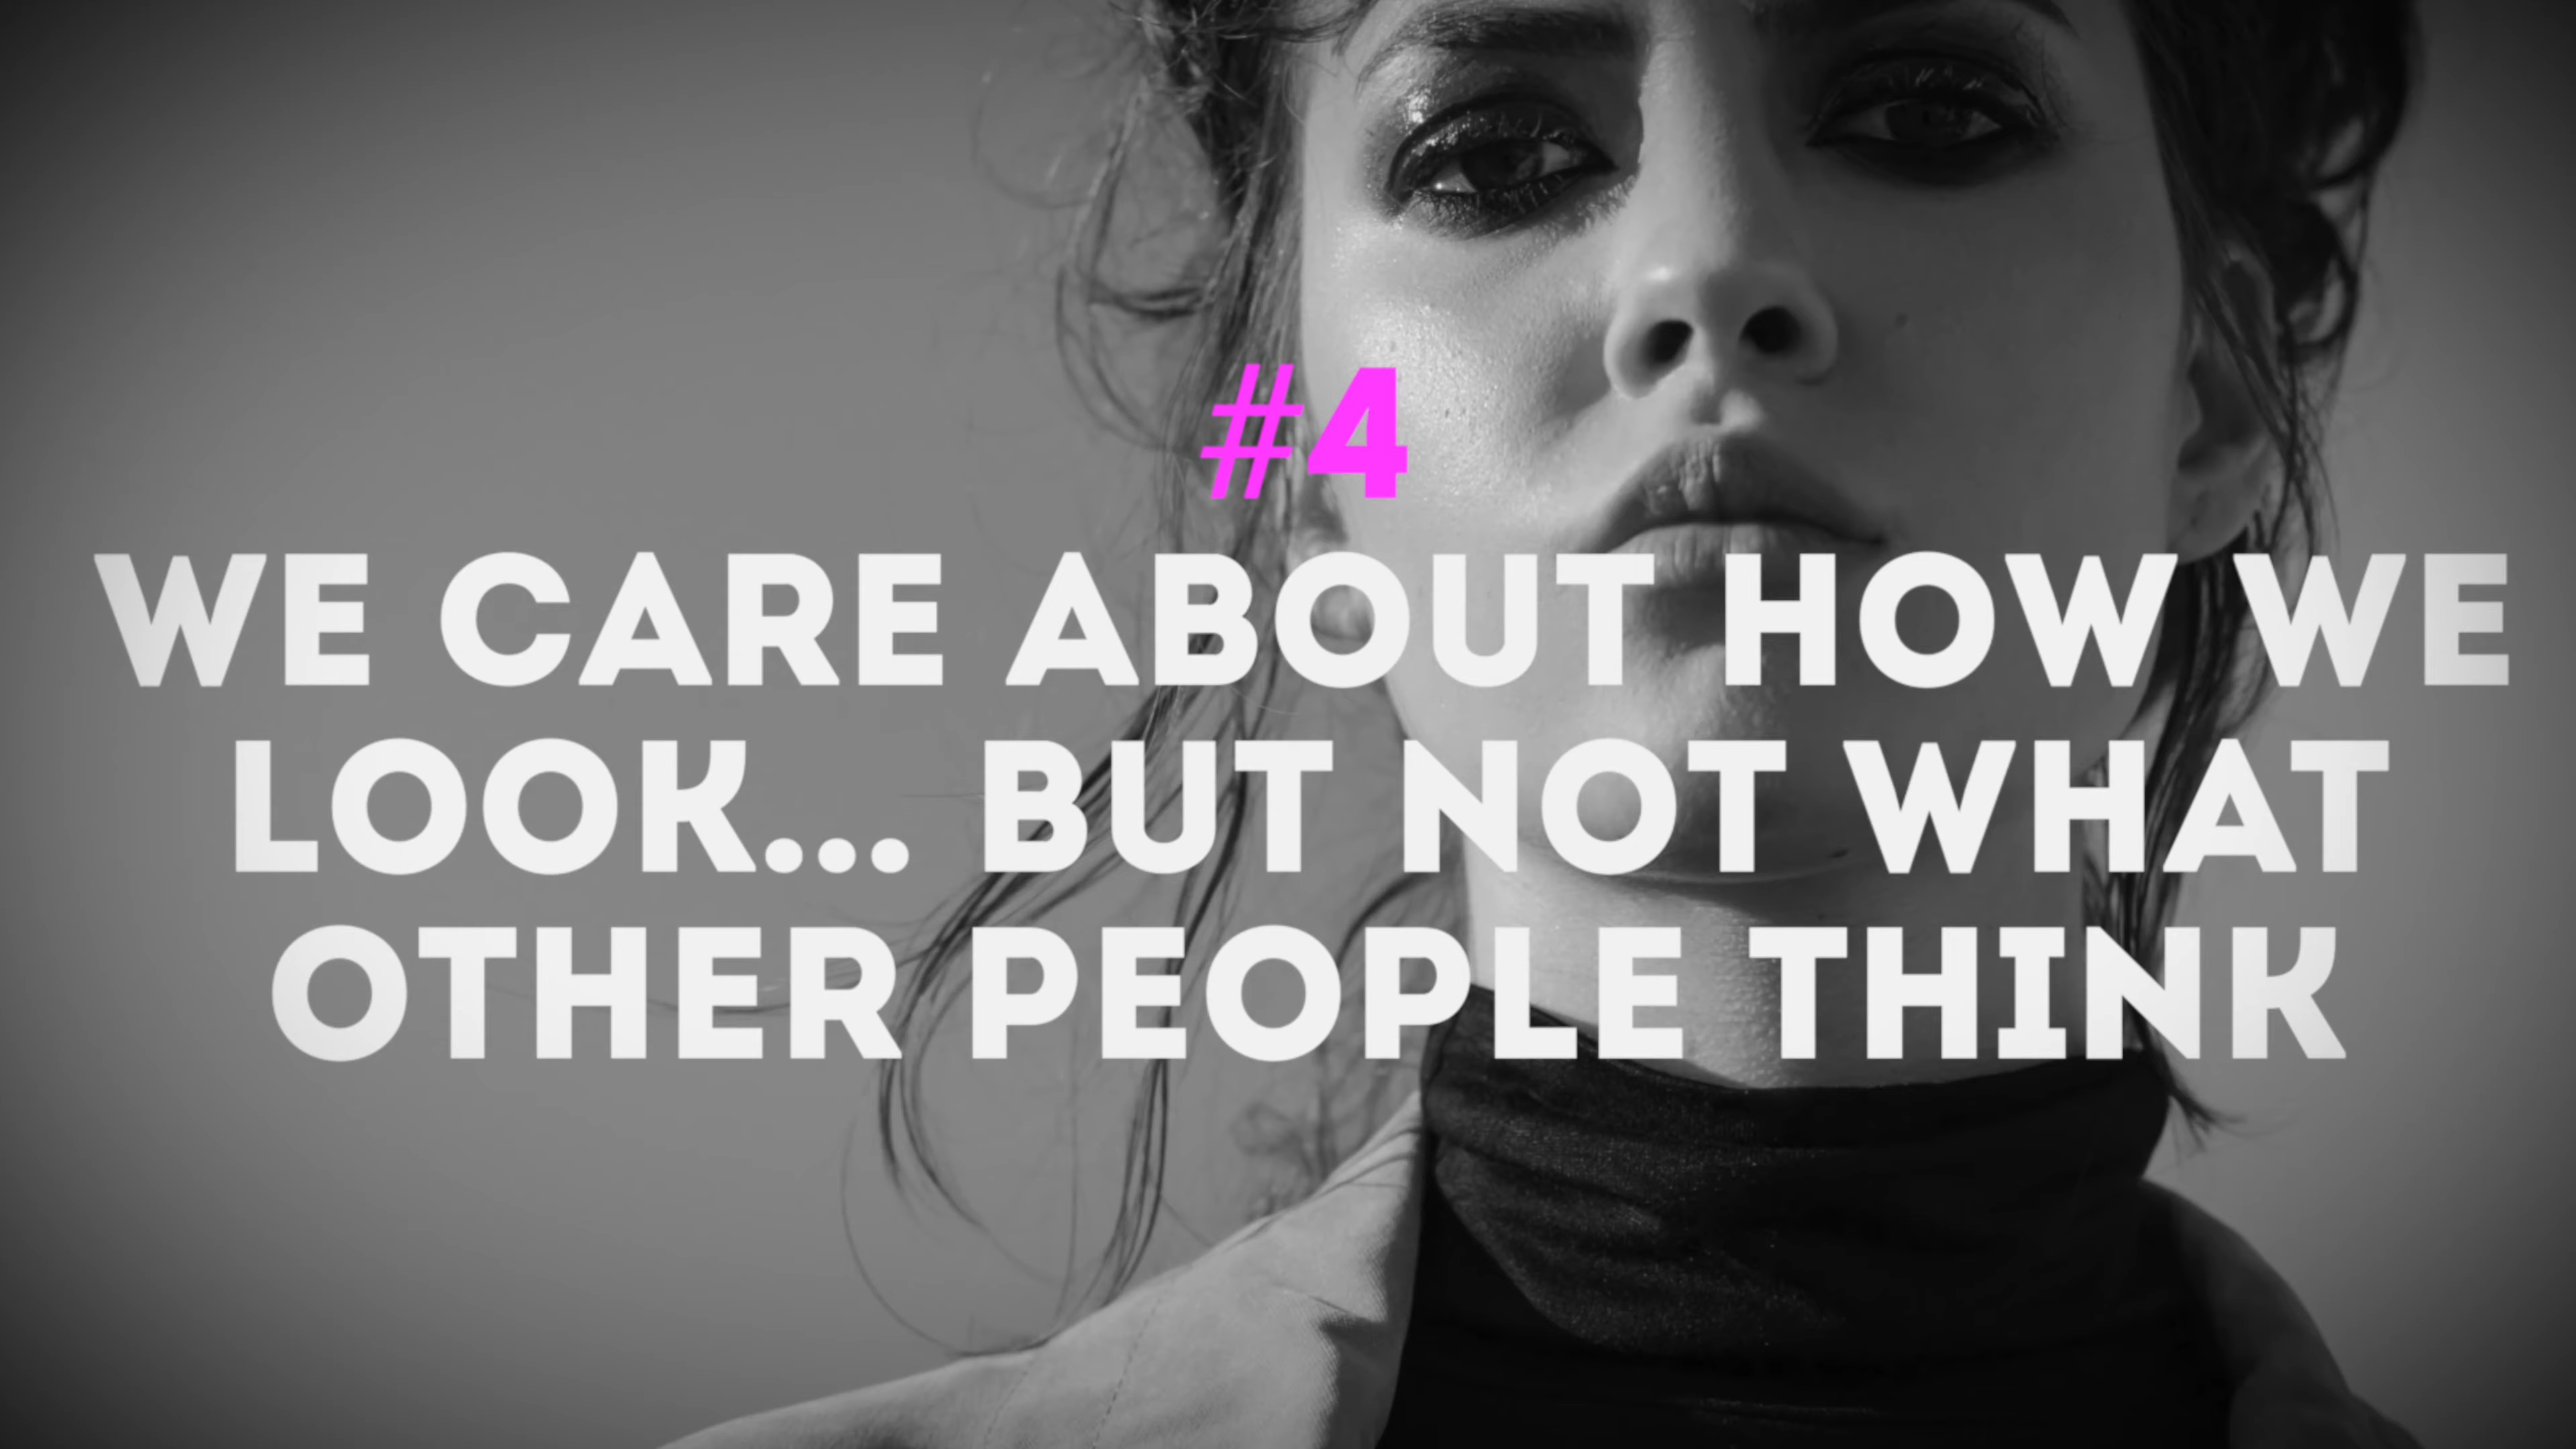 #4
WE CARE ABOUT HOW WE
LOOK... BUT NOT WHAT
OTHER PEOPLE THINK